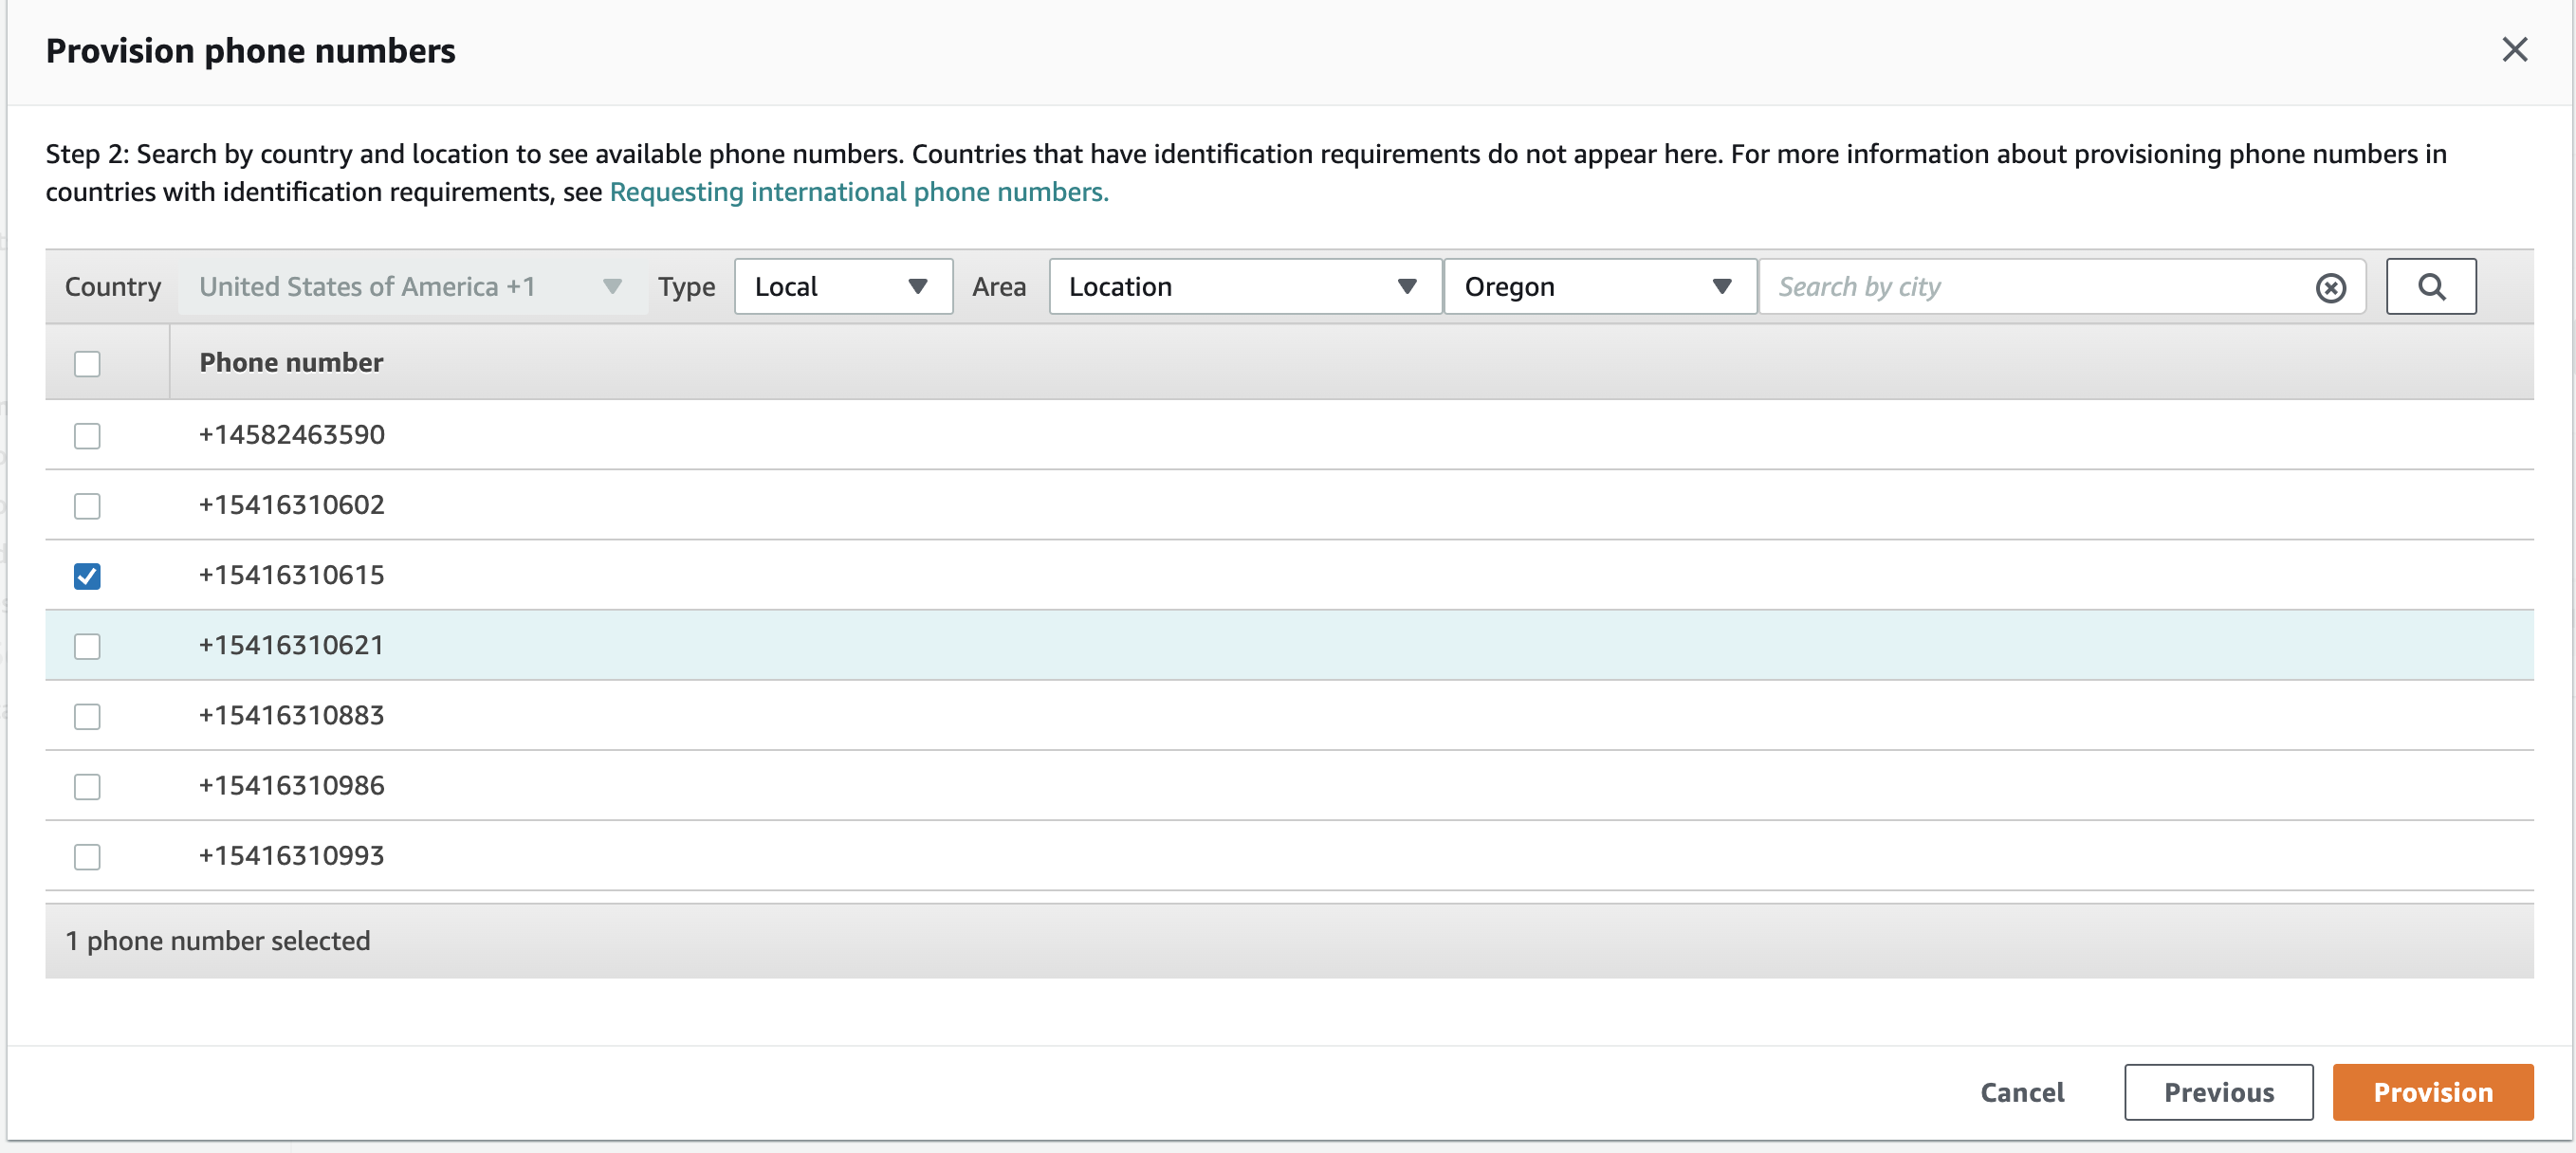 Provision phone numbers
Step 2: Search by country and location to see available phone numbers. Countries that have identification requirements do not appear here. For more information about provisioning phone numbers in
countries with identification requirements, see Requesting international phone numbers.
Country United States of America +1 Type Local Area Location Oregon Search by city
Phone number
+14582463590
+15416310602
+15416310615
+15416310621
+15416310883
+15416310986
+15416310993
1 phone number selected
Cancel Previous Provision